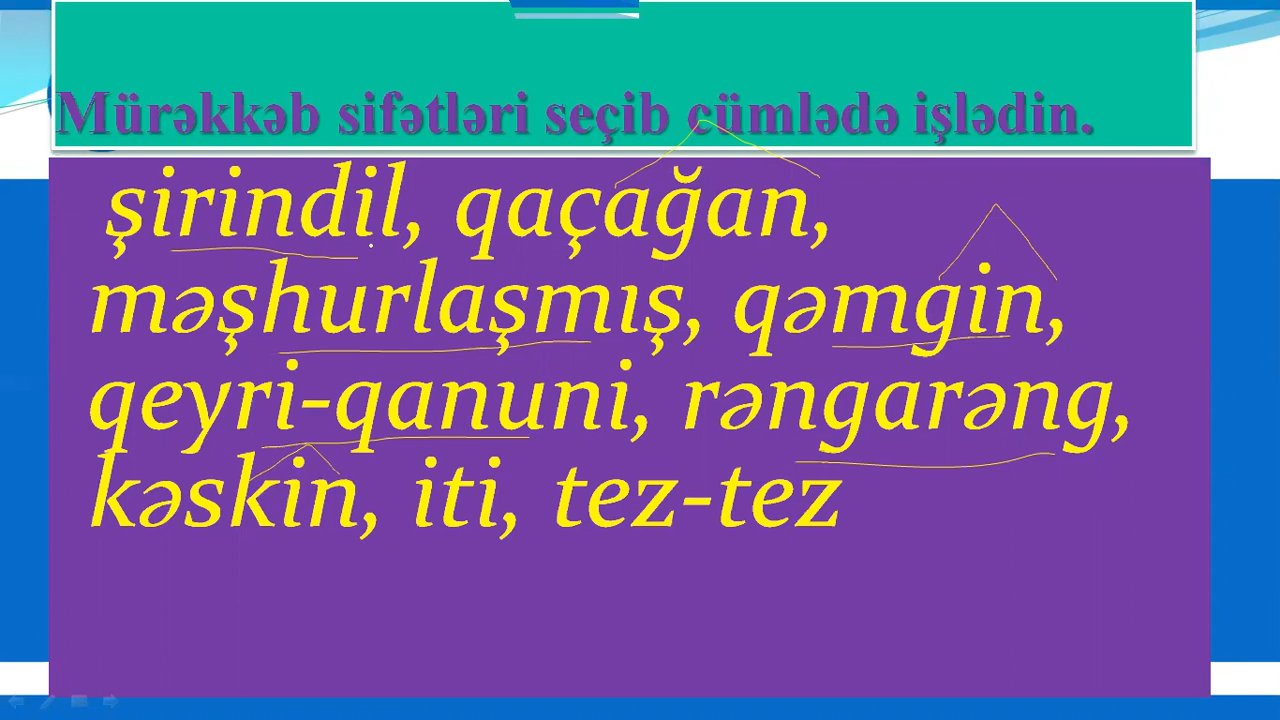 Mürəkkəb sifətləri seçib cümlədə işlədin.
şirindil, qaçağan,
məşhurlaşmış, qəmgin,
qeyri-qanuni, rəngarəng,
kəskin, iti, tez-tez